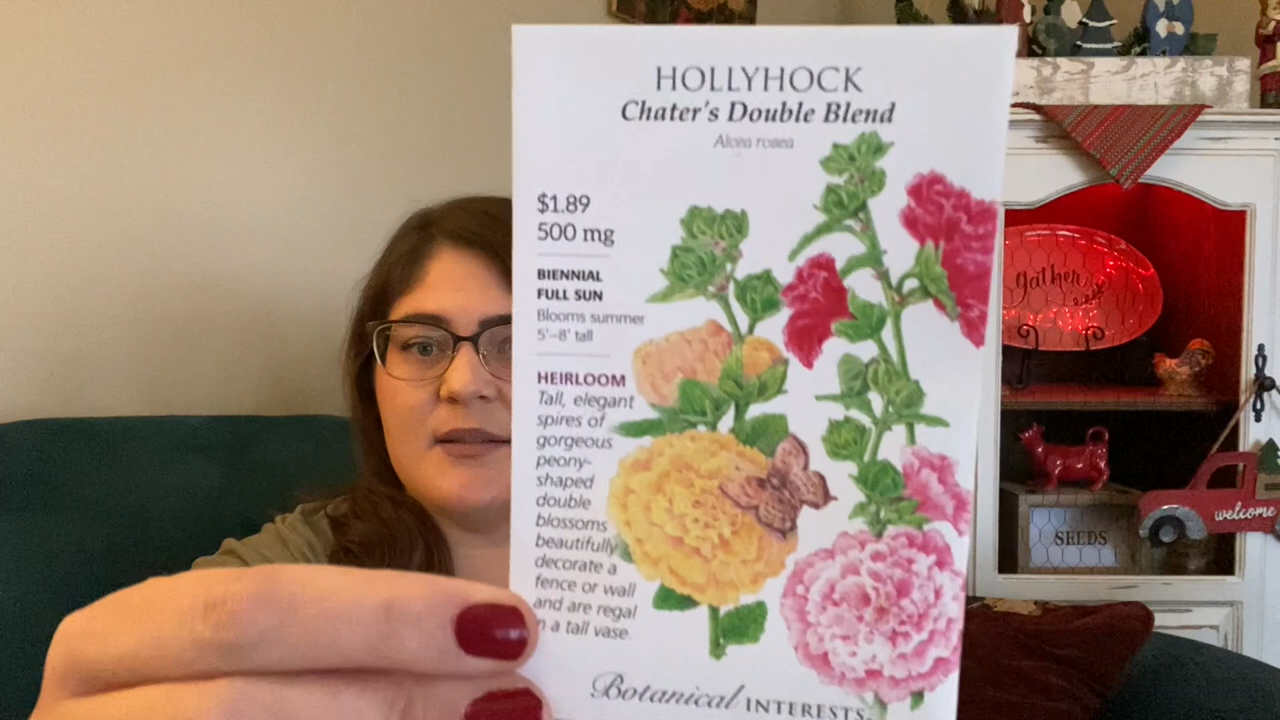 HOLLYHOCK
Chater's Double Blend
Alcea rosea
$1.89
500 mg
BIENNIAL
FULL SUN
Blooms summer
5'–8' tall
HEIRLOOM
Tall, elegant
spires of
gorgeous
peony-
shaped
double
blossoms
beautifully
decorate a
fence or wall
and are regal
n a tall vase.
Botanical INTERESTS
gather
SEEDS
welcome